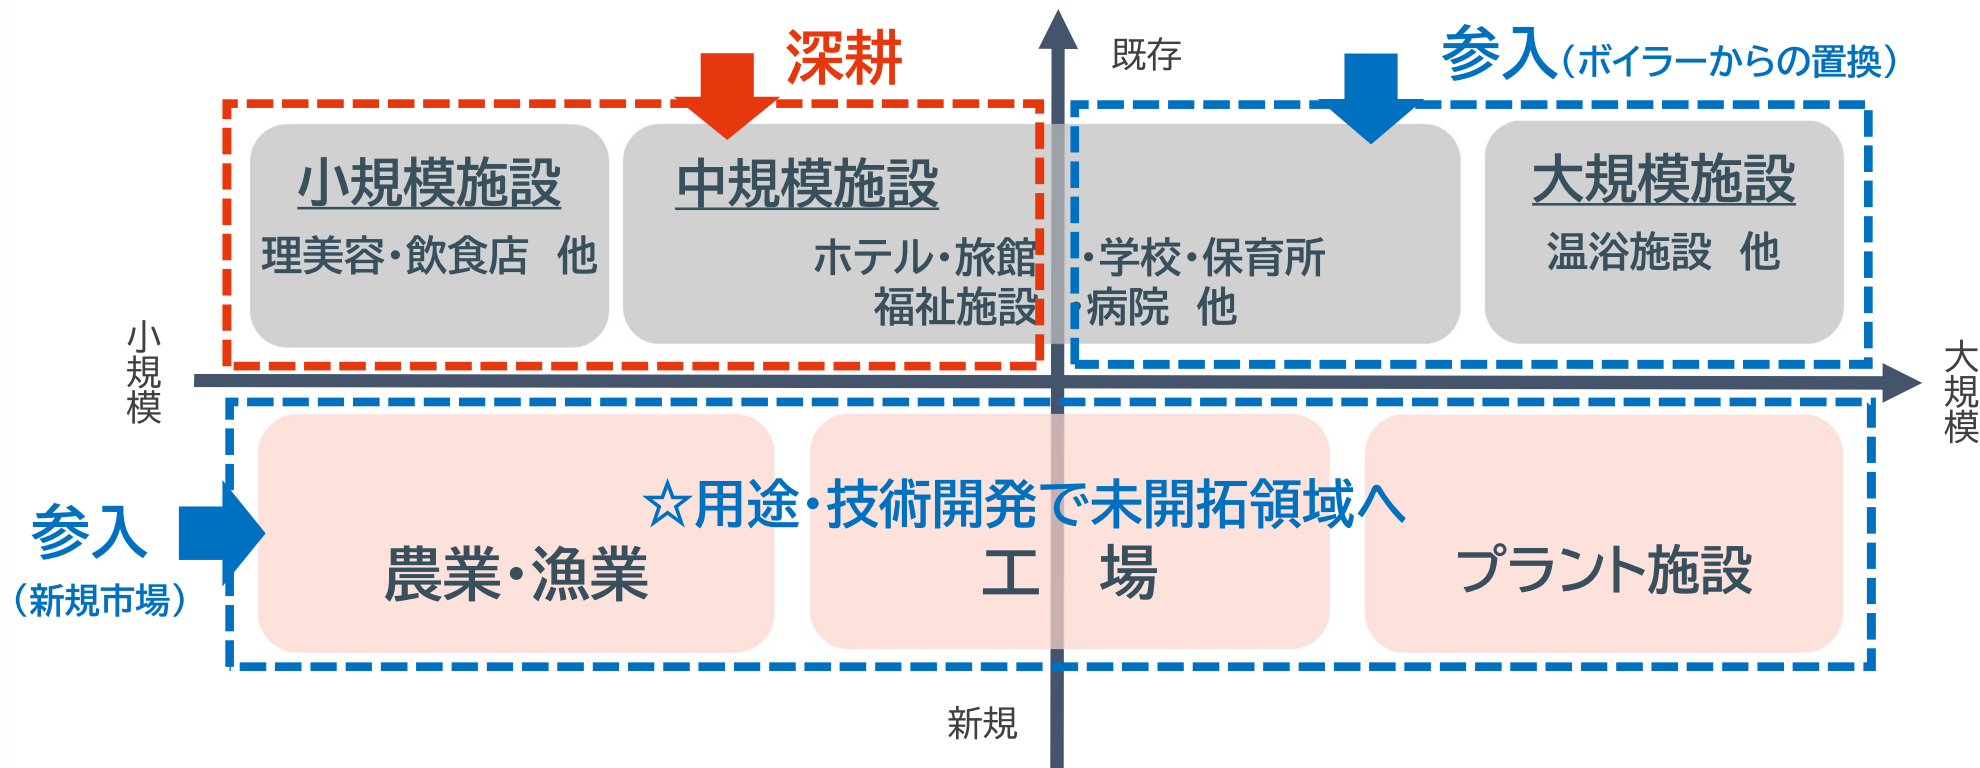 深耕
既存
参入（ボイラーからの置換）
小規模施設
理美容・飲食店　他
中規模施設
ホテル・旅館　・学校・保育所
福祉施設　・病院　他
大規模施設
温浴施設　他
小規模
大規模
参入
（新規市場）
☆用途・技術開発で未開拓領域へ
農業・漁業
工　場
プラント施設
新規